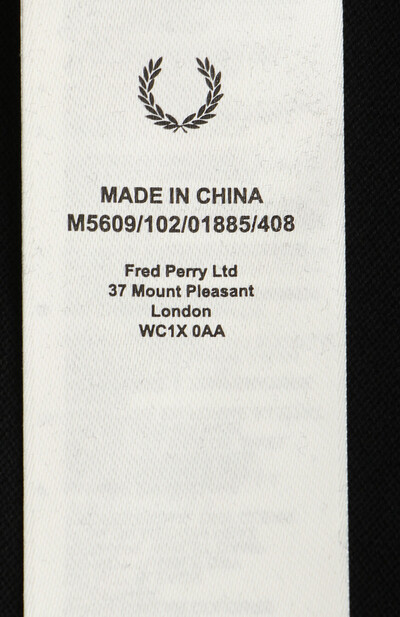 MADE IN CHINA
M5609/102/01885/408
Fred Perry Ltd
37 Mount Pleasant
London
WC1X 0AA